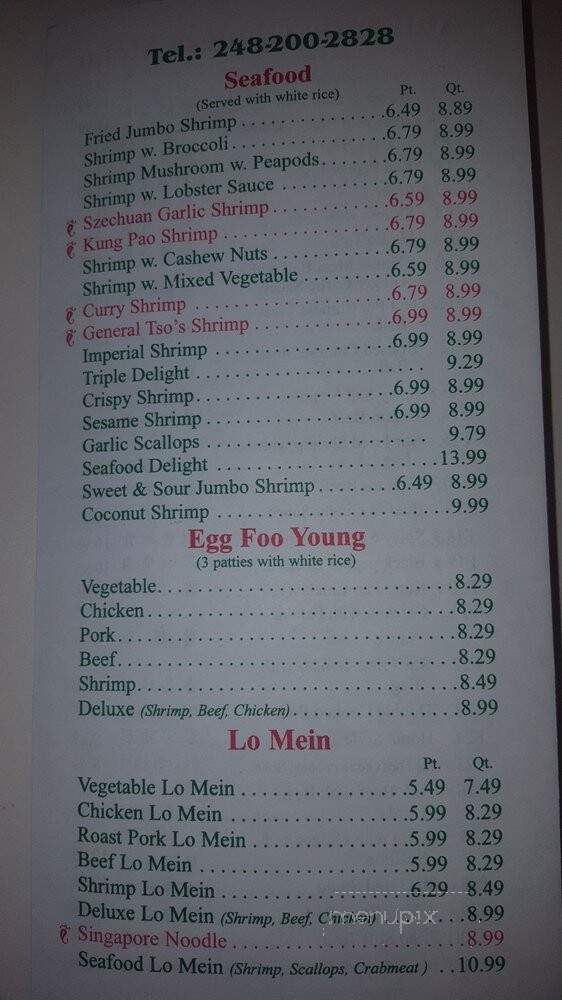 Tel.: 248-200-2828
Seafood
(Served with white rice) Pt. Qt.
Fried Jumbo Shrimp . . . . . . . . . . . . . . .6.49 8.89
Shrimp w. Broccoli . . . . . . . . . . . . . . . .6.79 8.99
Shrimp Mushroom w. Peapods. . . . . . .6.79 8.99
Shrimp w. Lobster Sauce . . . . . . . . . . .6.79 8.99
Szechuan Garlic Shrimp . . . . . . . . . . . .6.59 8.99
Kung Pao Shrimp . . . . . . . . . . . . . . . . .6.79 8.99
Shrimp w. Cashew Nuts . . . . . . . . . . . .6.79 8.99
Shrimp w. Mixed Vegetable . . . . . . . . .6.59 8.99
Curry Shrimp . . . . . . . . . . . . . . . . . . . .6.79 8.99
General Tso's Shrimp . . . . . . . . . . . . . .6.99 8.99
Imperial Shrimp . . . . . . . . . . . . . . . . . .6.99 8.99
Triple Delight . . . . . . . . . . . . . . . . . . . . . 9.29
Crispy Shrimp. . . . . . . . . . . . . . . . . . . .6.99 8.99
Sesame Shrimp . . . . . . . . . . . . . . . . . . .6.99 8.99
Garlic Scallops . . . . . . . . . . . . . . . . . . . . 9.79
Seafood Delight . . . . . . . . . . . . . . . . . . . . .13.99
Sweet & Sour Jumbo Shrimp . . . . . . . .6.49 8.99
Coconut Shrimp . . . . . . . . . . . . . . . . . . . . . .9.99
Egg Foo Young
(3 patties with white rice)
Vegetable. . . . . . . . . . . . . . . . . . . . . . . . . . . .8.29
Chicken. . . . . . . . . . . . . . . . . . . . . . . . . . . . .8.29
Pork. . . . . . . . . . . . . . . . . . . . . . . . . . . . . . . .8.29
Beef. . . . . . . . . . . . . . . . . . . . . . . . . . . . . . . .8.29
Shrimp. . . . . . . . . . . . . . . . . . . . . . . . . . . . . .8.49
Deluxe (Shrimp, Beef, Chicken). . . . . . . . . . . . . . .8.99
Lo Mein
Pt. Qt.
Vegetable Lo Mein . . . . . . . . . . . . . . .5.49 7.49
Chicken Lo Mein . . . . . . . . . . . . . . . .5.99 8.29
Roast Pork Lo Mein . . . . . . . . . . . . . .5.99 8.29
Beef Lo Mein . . . . . . . . . . . . . . . . . . .5.99 8.29
Shrimp Lo Mein . . . . . . . . . . . . . . . . .6.29 8.49
Deluxe Lo Mein (Shrimp, Beef, Chicken) . . . . . . .8.99
menupix
Singapore Noodle . . . . . . . . . . . . . . . . . . . . .8.99
Seafood Lo Mein (Shrimp, Scallops, Crabmeat ) . .10.99